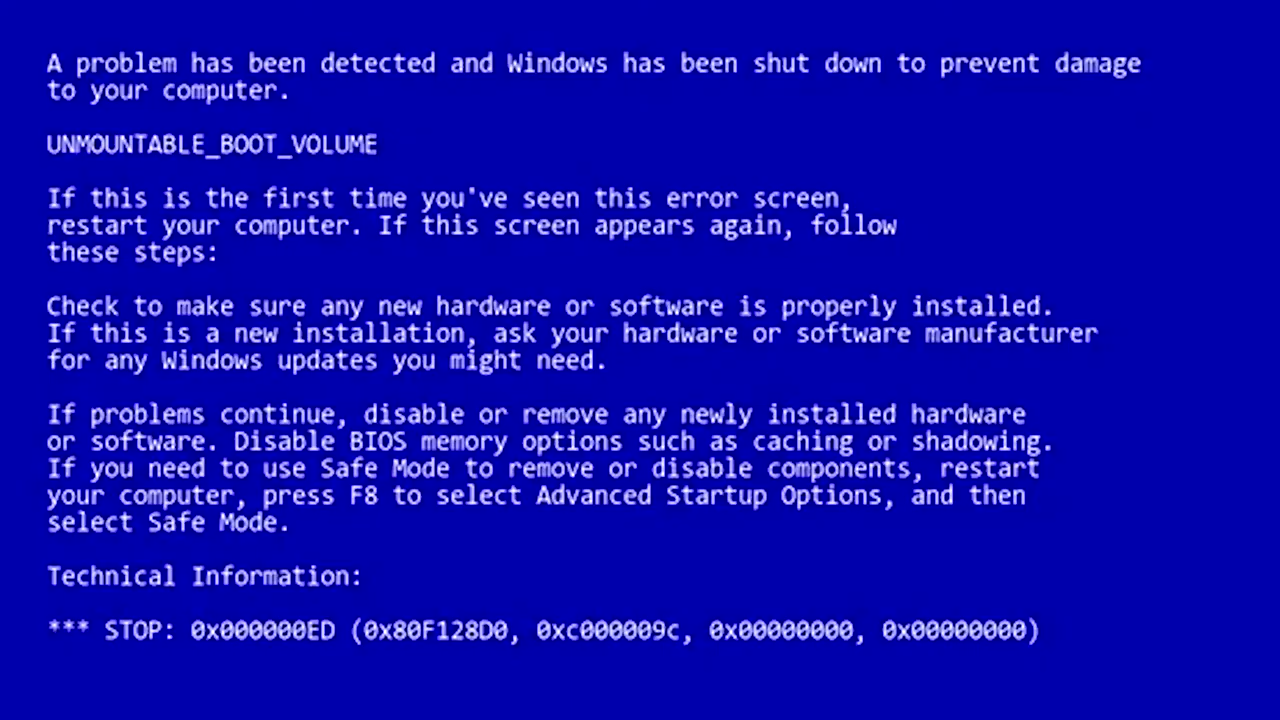 A problem has been detected and Windows has been shut down to prevent damage
to your computer.
UNMOUNTABLE_BOOT_VOLUME
If this is the first time you've seen this error screen,
restart your computer. If this screen appears again, follow
these steps:
Check to make sure any new hardware or software is properly installed.
If this is a new installation, ask your hardware or software manufacturer
for any Windows updates you might need.
If problems continue, disable or remove any newly installed hardware
or software. Disable BIOS memory options such as caching or shadowing.
If you need to use Safe Mode to remove or disable components, restart
your computer, press F8 to select Advanced Startup Options, and then
select Safe Mode.
Technical Information:
*** STOP: 0x000000ED (0x80F128D0, 0xc000009c, 0x00000000, 0x00000000)